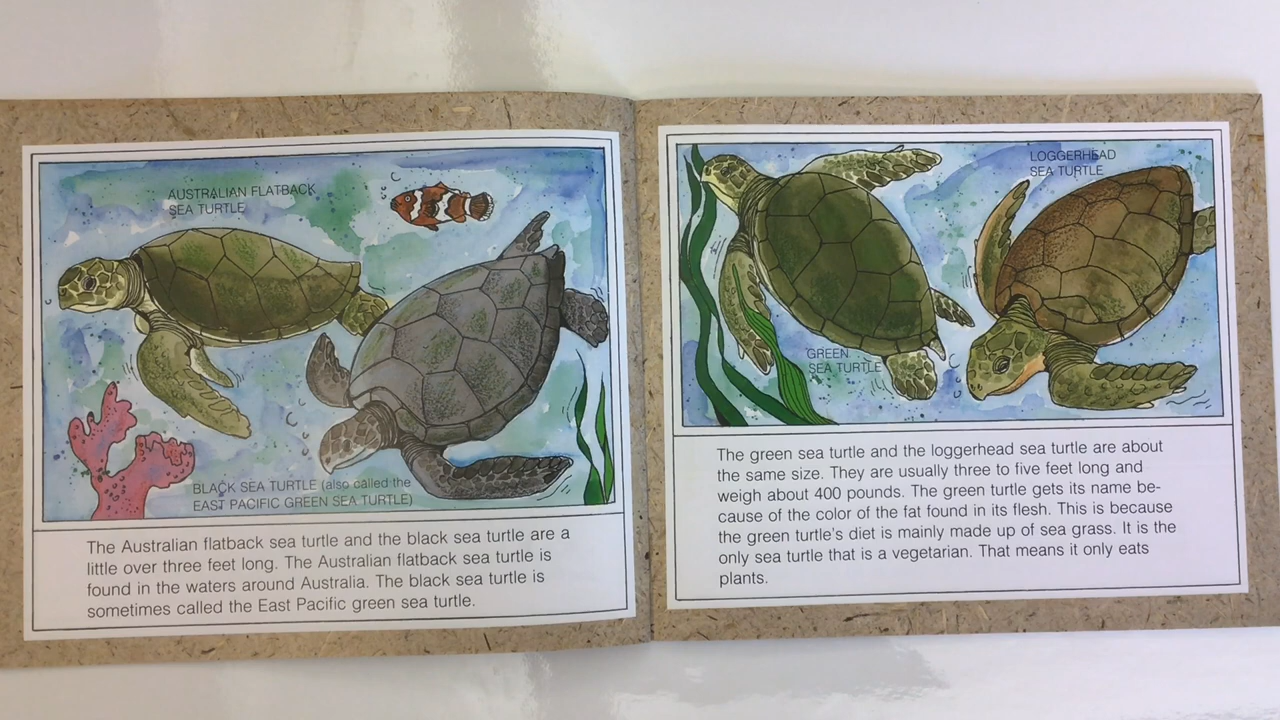 AUSTRALIAN FLATBACK
SEA TURTLE
BLACK SEA TURTLE (also called the
EAST PACIFIC GREEN SEA TURTLE)
The Australian flatback sea turtle and the black sea turtle are a
little over three feet long. The Australian flatback sea turtle is
found in the waters around Australia. The black sea turtle is
sometimes called the East Pacific green sea turtle.
LOGGERHEAD
SEA TURTLE
GREEN
SEA TURTLE
The green sea turtle and the loggerhead sea turtle are about
the same size. They are usually three to five feet long and
weigh about 400 pounds. The green turtle gets its name be-
cause of the color of the fat found in its flesh. This is because
the green turtle's diet is mainly made up of sea grass. It is the
only sea turtle that is a vegetarian. That means it only eats
plants.